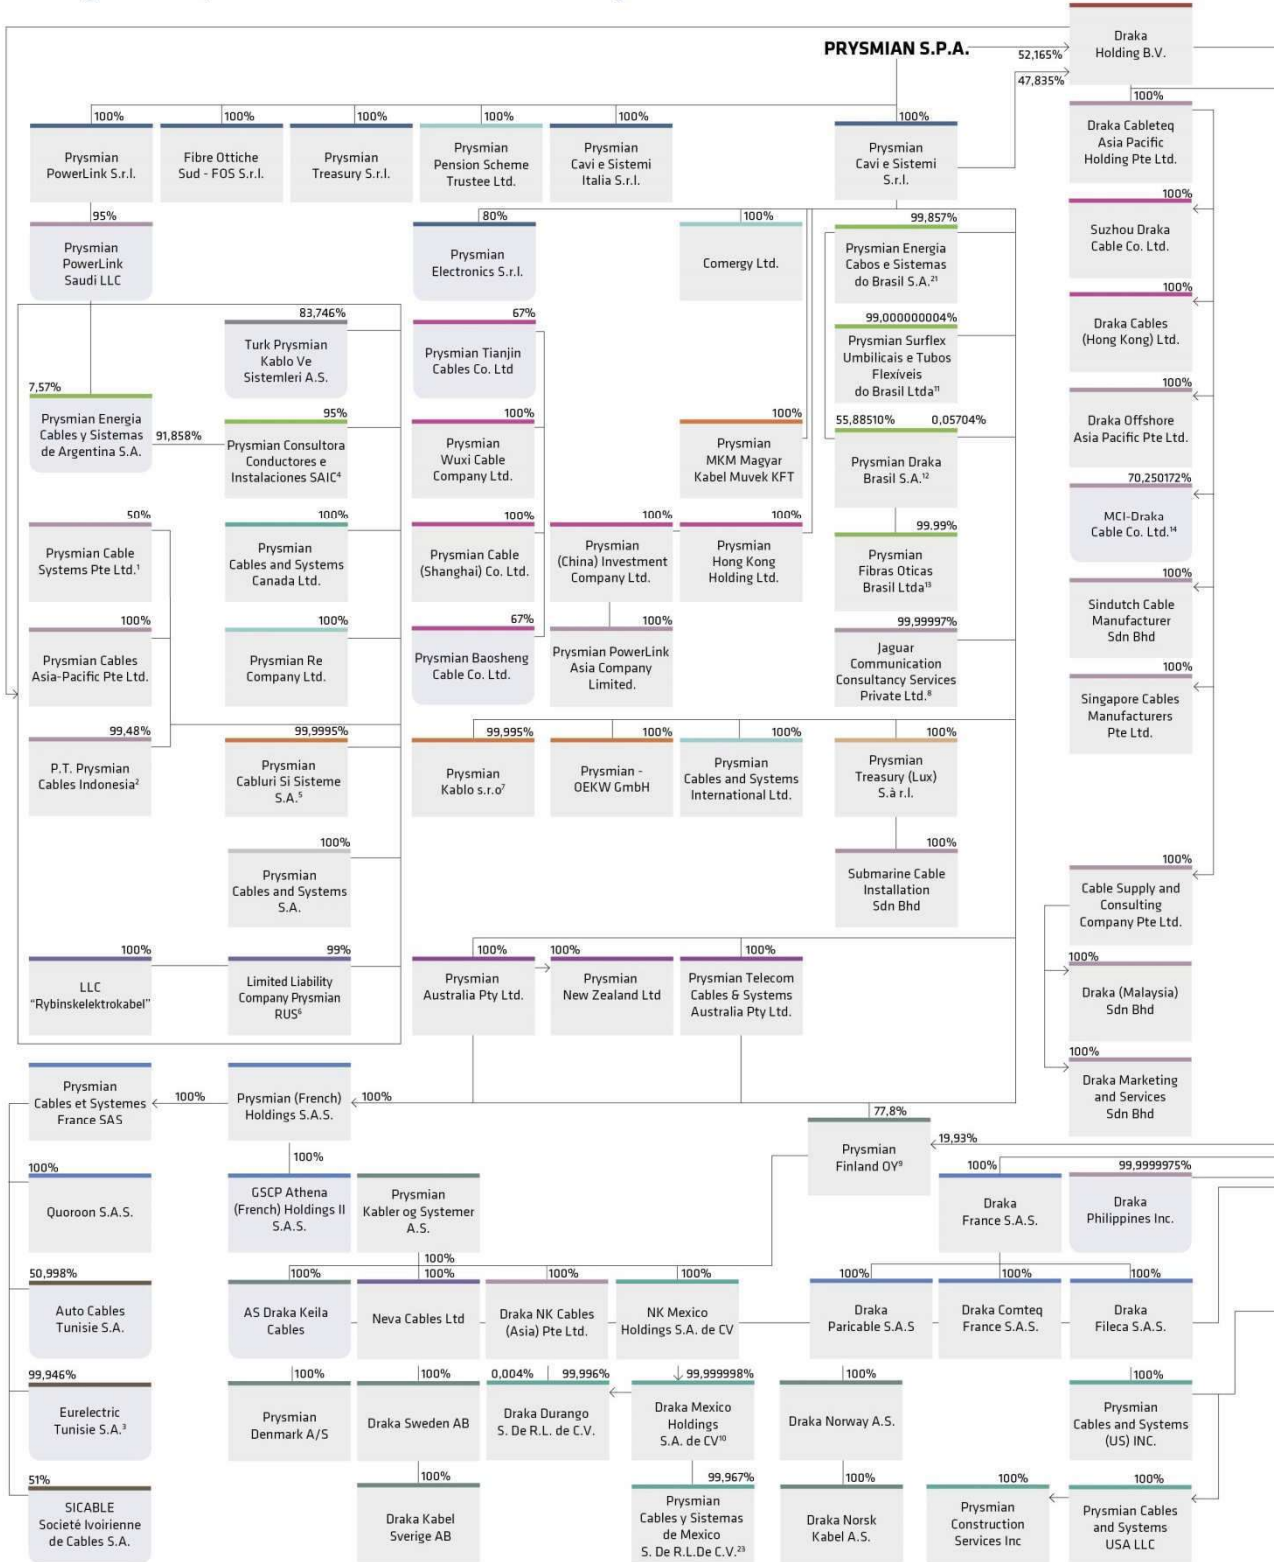 PRYSMIAN S.P.A.
52,165%
47,835%
Draka
Holding B.V.
100%
Prysmian
PowerLink S.r.l.
100%
Fibre Ottiche
Sud - FOS S.r.l.
100%
Prysmian
Treasury S.r.l.
100%
Prysmian
Pension Scheme
Trustee Ltd.
100%
Prysmian
Cavi e Sistemi
Italia S.r.l.
100%
Prysmian
Cavi e Sistemi
S.r.l.
100%
Draka Cableteq
Asia Pacific
Holding Pte Ltd.
95%
Prysmian
PowerLink
Saudi LLC
80%
Prysmian
Electronics S.r.l.
100%
Comergy Ltd.
99,857%
Prysmian Energia
Cabos e Sistemas
do Brasil S.A.²¹
100%
Suzhou Draka
Cable Co. Ltd.
83,746%
Turk Prysmian
Kablo Ve
Sistemleri A.S.
67%
Prysmian Tianjin
Cables Co. Ltd
99,000000004%
Prysmian Surflex
Umbilicais e Tubos
Flexíveis
do Brasil Ltda¹¹
100%
Draka Cables
(Hong Kong) Ltd.
7,57%
Prysmian Energia
Cables y Sistemas
de Argentina S.A.
91,858%
95%
Prysmian Consultora
Conductores e
Instalaciones SAIC⁴
100%
Prysmian
Wuxi Cable
Company Ltd.
100%
Prysmian
MKM Magyar
Kabel Muvek KFT
55,88510%
0,05704%
Prysmian Draka
Brasil S.A.¹²
100%
Draka Offshore
Asia Pacific Pte Ltd.
50%
Prysmian Cable
Systems Pte Ltd.¹
100%
Prysmian
Cables and Systems
Canada Ltd.
100%
Prysmian Cable
(Shanghai) Co. Ltd.
100%
Prysmian
(China) Investment
Company Ltd.
100%
Prysmian
Hong Kong
Holding Ltd.
99.99%
Prysmian
Fibras Oticas
Brasil Ltda¹³
70,250172%
MCI-Draka
Cable Co. Ltd.¹⁴
100%
Prysmian Cables
Asia-Pacific Pte Ltd.
100%
Prysmian Re
Company Ltd.
67%
Prysmian Baosheng
Cable Co. Ltd.
100%
Prysmian PowerLink
Asia Company
Limited.
99,99997%
Jaguar
Communication
Consultancy Services
Private Ltd.⁸
100%
Sindutch Cable
Manufacturer
Sdn Bhd
100%
Singapore Cables
Manufacturers
Pte Ltd.
99,48%
P.T. Prysmian
Cables Indonesia²
99,9995%
Prysmian
Cabluri Si Sisteme
S.A.⁵
99,995%
Prysmian
Kablo s.r.o⁷
100%
Prysmian -
OEKW GmbH
100%
Prysmian
Cables and Systems
International Ltd.
100%
Prysmian
Treasury (Lux)
S.à r.l.
100%
Prysmian
Cables and Systems
S.A.
100%
Submarine Cable
Installation
Sdn Bhd
100%
Cable Supply and
Consulting
Company Pte Ltd.
100%
LLC
"Rybinskelektrokabel"
99%
Limited Liability
Company Prysmian
RUS⁶
100%
Prysmian
Australia Pty Ltd.
100%
Prysmian
New Zealand Ltd
100%
Prysmian Telecom
Cables & Systems
Australia Pty Ltd.
100%
Draka (Malaysia)
Sdn Bhd
Prysmian
Cables et Systemes
France SAS
100%
Prysmian (French)
Holdings S.A.S.
100%
100%
Draka Marketing
and Services
Sdn Bhd
77,8%
Prysmian
Finland OY⁹
19,93%
100%
Quoroon S.A.S.
100%
GSCP Athena
(French) Holdings II
S.A.S.
Prysmian
Kabler og Systemer
A.S.
100%
100%
Draka
France S.A.S.
99,9999975%
Draka
Philippines Inc.
50,998%
Auto Cables
Tunisie S.A.
100%
AS Draka Keila
Cables
100%
Neva Cables Ltd
100%
Draka NK Cables
(Asia) Pte Ltd.
100%
NK Mexico
Holdings S.A. de CV
100%
Draka
Paricable S.A.S
100%
Draka Comteq
France S.A.S.
100%
Draka
Fileca S.A.S.
99,946%
Eurelectric
Tunisie S.A.³
100%
Prysmian
Denmark A/S
100%
Draka Sweden AB
0,004%
99,996%
Draka Durango
S. De R.L. de C.V.
99,999998%
Draka Mexico
Holdings
S.A. de CV¹⁰
100%
Draka Norway A.S.
100%
Prysmian
Cables and Systems
(US) INC.
51%
SICABLE
Societé Ivoirienne
de Cables S.A.
100%
Draka Kabel
Sverige AB
99,967%
Prysmian
Cables y Sistemas
de Mexico
S. De R.L.De C.V.²³
100%
Draka Norsk
Kabel A.S.
100%
Prysmian
Construction
Services Inc
100%
Prysmian Cables
and Systems
USA LLC